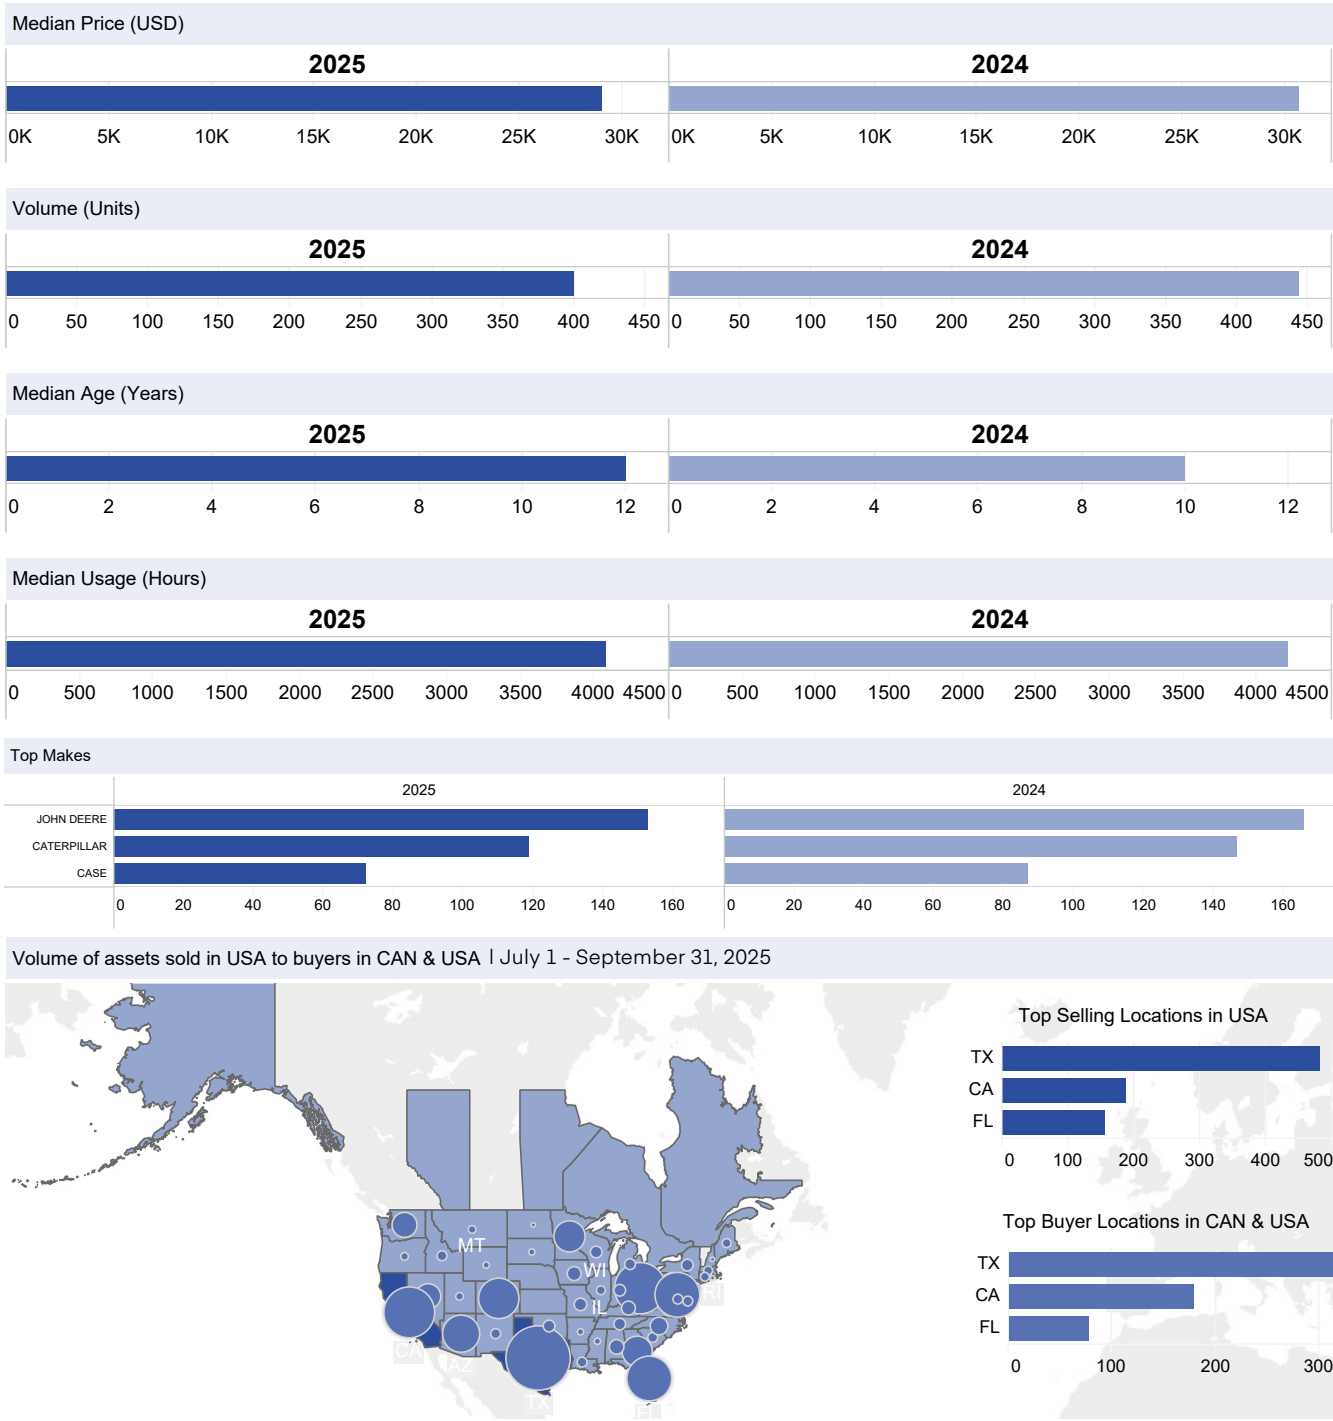 Median Price (USD)
2025 2024
0K 5K 10K 15K 20K 25K 30K 0K 5K 10K 15K 20K 25K 30K
Volume (Units)
2025 2024
0 50 100 150 200 250 300 350 400 450 0 50 100 150 200 250 300 350 400 450
Median Age (Years)
2025 2024
0 2 4 6 8 10 12 0 2 4 6 8 10 12
Median Usage (Hours)
2025 2024
0 500 1000 1500 2000 2500 3000 3500 4000 4500 0 500 1000 1500 2000 2500 3000 3500 4000 4500
Top Makes
2025 2024
JOHN DEERE
CATERPILLAR
CASE
0 20 40 60 80 100 120 140 160 0 20 40 60 80 100 120 140 160
Volume of assets sold in USA to buyers in CAN & USA | July 1 - September 31, 2025
Top Selling Locations in USA
TX
CA
FL
0 100 200 300 400 500
Top Buyer Locations in CAN & USA
TX
CA
FL
0 100 200 300
MT
WI
RI
IL
CA
AZ
TX
FL